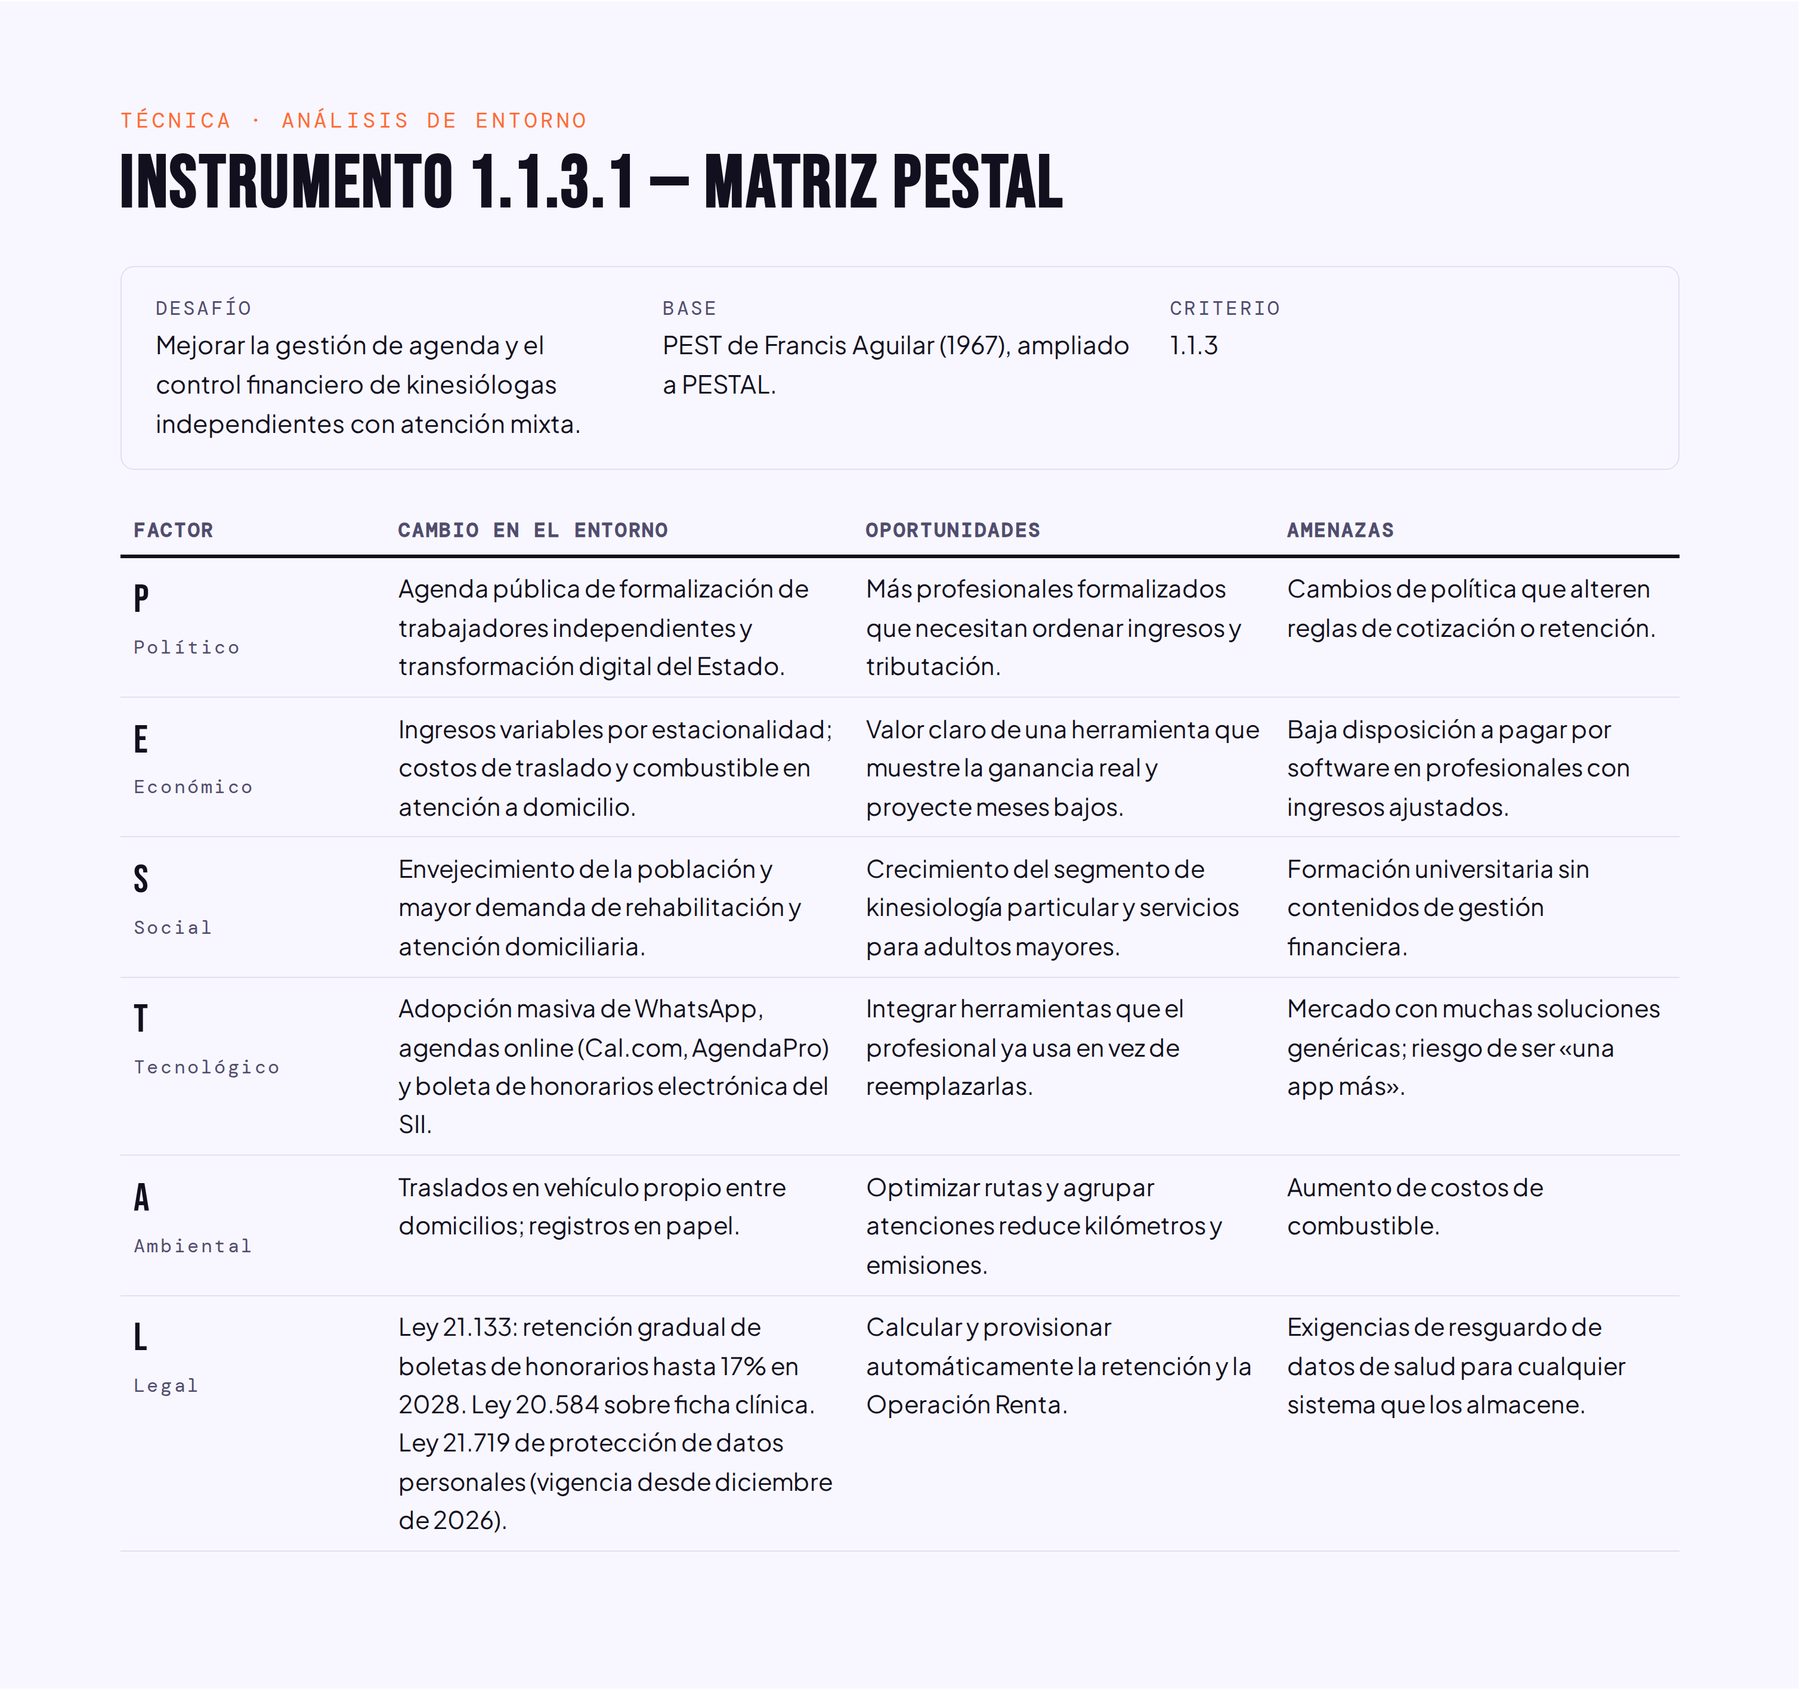 TÉCNICA · ANÁLISIS DE ENTORNO
INSTRUMENTO 1.1.3.1 — MATRIZ PESTAL
DESAFÍO
Mejorar la gestión de agenda y el
control financiero de kinesiólogas
independientes con atención mixta.
BASE
PEST de Francis Aguilar (1967), ampliado
a PESTAL.
CRITERIO
1.1.3
FACTOR
CAMBIO EN EL ENTORNO
OPORTUNIDADES
AMENAZAS
P
Político
Agenda pública de formalización de
trabajadores independientes y
transformación digital del Estado.
Más profesionales formalizados
que necesitan ordenar ingresos y
tributación.
Cambios de política que alteren
reglas de cotización o retención.
E
Económico
Ingresos variables por estacionalidad;
costos de traslado y combustible en
atención a domicilio.
Valor claro de una herramienta que
muestre la ganancia real y
proyecte meses bajos.
Baja disposición a pagar por
software en profesionales con
ingresos ajustados.
S
Social
Envejecimiento de la población y
mayor demanda de rehabilitación y
atención domiciliaria.
Crecimiento del segmento de
kinesiología particular y servicios
para adultos mayores.
Formación universitaria sin
contenidos de gestión
financiera.
T
Tecnológico
Adopción masiva de WhatsApp,
agendas online (Cal.com, AgendaPro)
y boleta de honorarios electrónica del
SII.
Integrar herramientas que el
profesional ya usa en vez de
reemplazarlas.
Mercado con muchas soluciones
genéricas; riesgo de ser «una
app más».
A
Ambiental
Traslados en vehículo propio entre
domicilios; registros en papel.
Optimizar rutas y agrupar
atenciones reduce kilómetros y
emisiones.
Aumento de costos de
combustible.
L
Legal
Ley 21.133: retención gradual de
boletas de honorarios hasta 17% en
2028. Ley 20.584 sobre ficha clínica.
Ley 21.719 de protección de datos
personales (vigencia desde diciembre
de 2026).
Calcular y provisionar
automáticamente la retención y la
Operación Renta.
Exigencias de resguardo de
datos de salud para cualquier
sistema que los almacene.